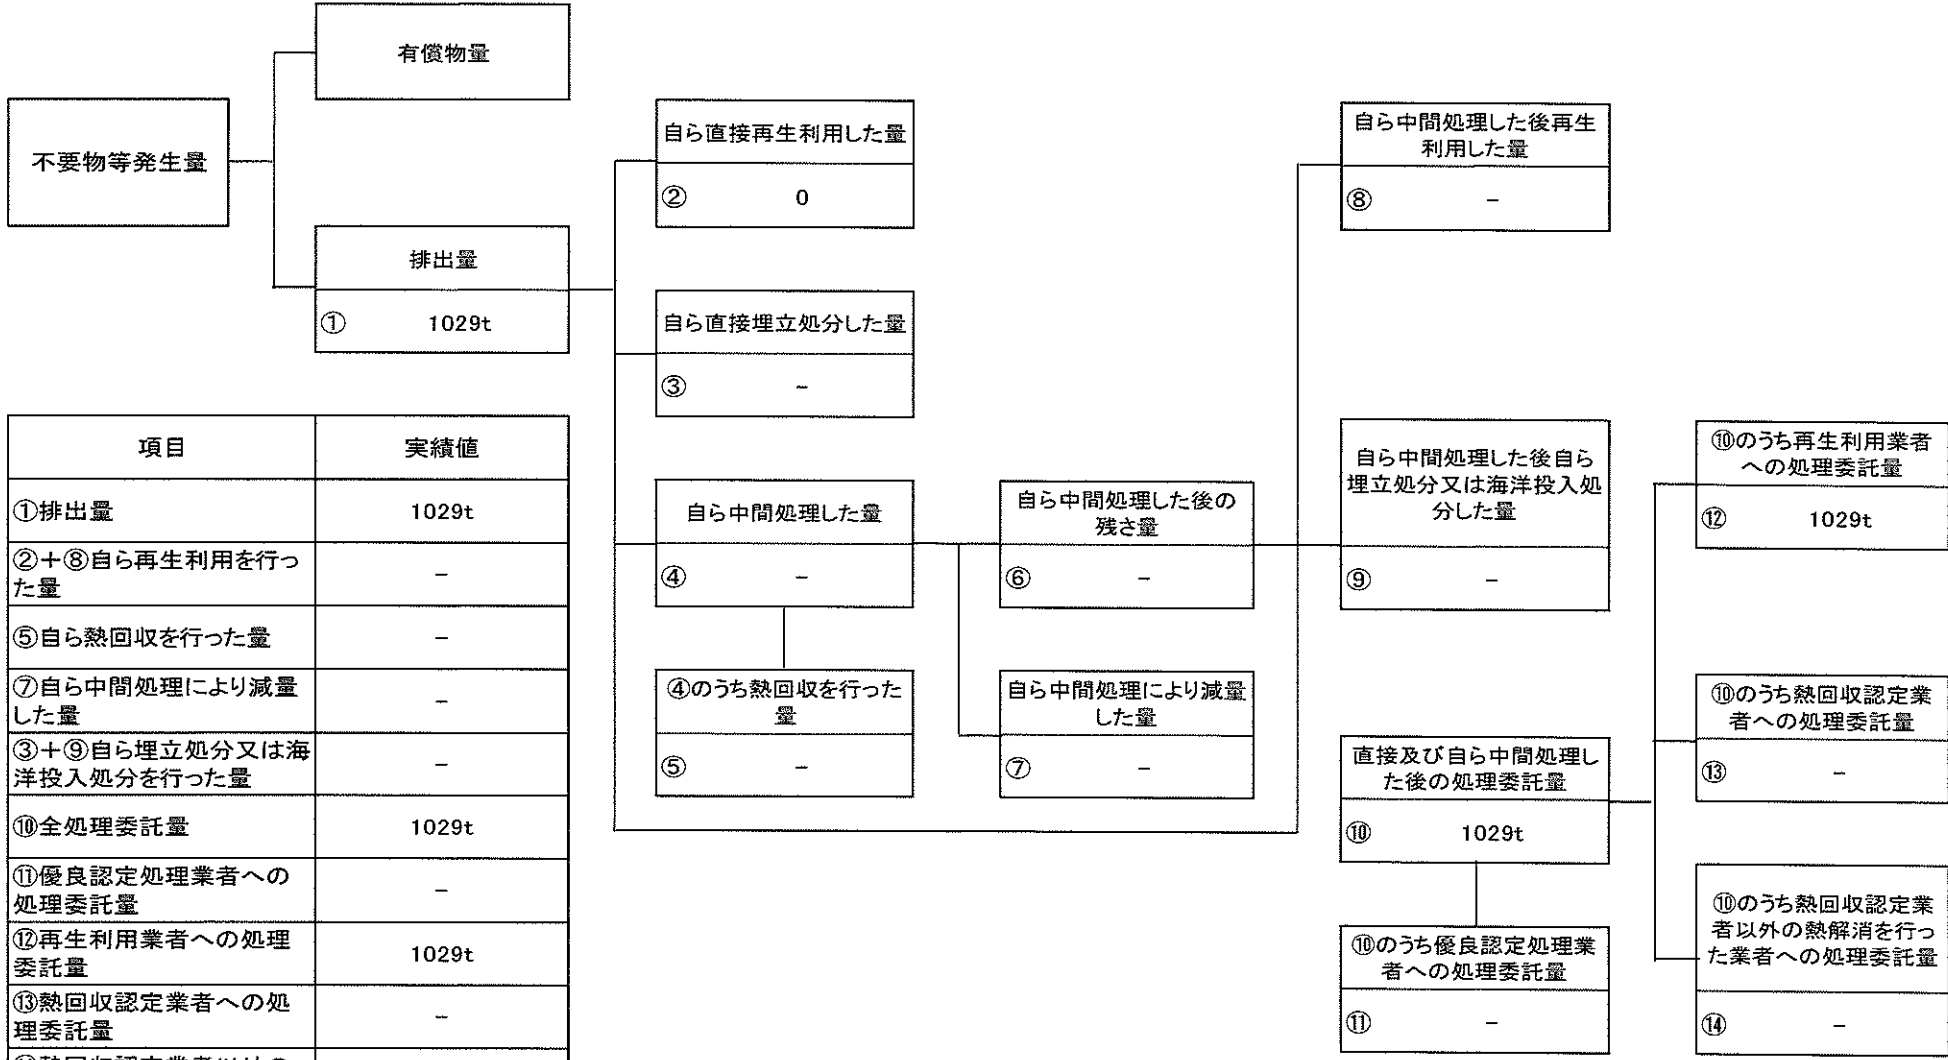 有償物量
不要物等発生量
排出量
① 1029t
自ら直接再生利用した量
② 0
自ら直接埋立処分した量
③ −
自ら中間処理した量
④ −
④のうち熱回収を行った
量
⑤ −
自ら中間処理した後の
残さ量
⑥ −
自ら中間処理により減量
した量
⑦ −
自ら中間処理した後再生
利用した量
⑧ −
自ら中間処理した後自ら
埋立処分又は海洋投入処
分した量
⑨ −
直接及び自ら中間処理し
た後の処理委託量
⑩ 1029t
⑩のうち優良認定処理業
者への処理委託量
⑪ −
⑩のうち再生利用業者
への処理委託量
⑫ 1029t
⑩のうち熱回収認定業
者への処理委託量
⑬ −
⑩のうち熱回収認定業
者以外の熱解消を行っ
た業者への処理委託量
⑭ −
項目 実績値
①排出量 1029t
②＋⑧自ら再生利用を行っ
た量 −
⑤自ら熱回収を行った量 −
⑦自ら中間処理により減量
した量 −
③＋⑨自ら埋立処分又は海
洋投入処分を行った量 −
⑩全処理委託量 1029t
⑪優良認定処理業者への
処理委託量 −
⑫再生利用業者への処理
委託量 1029t
⑬熱回収認定業者への処
理委託量 −